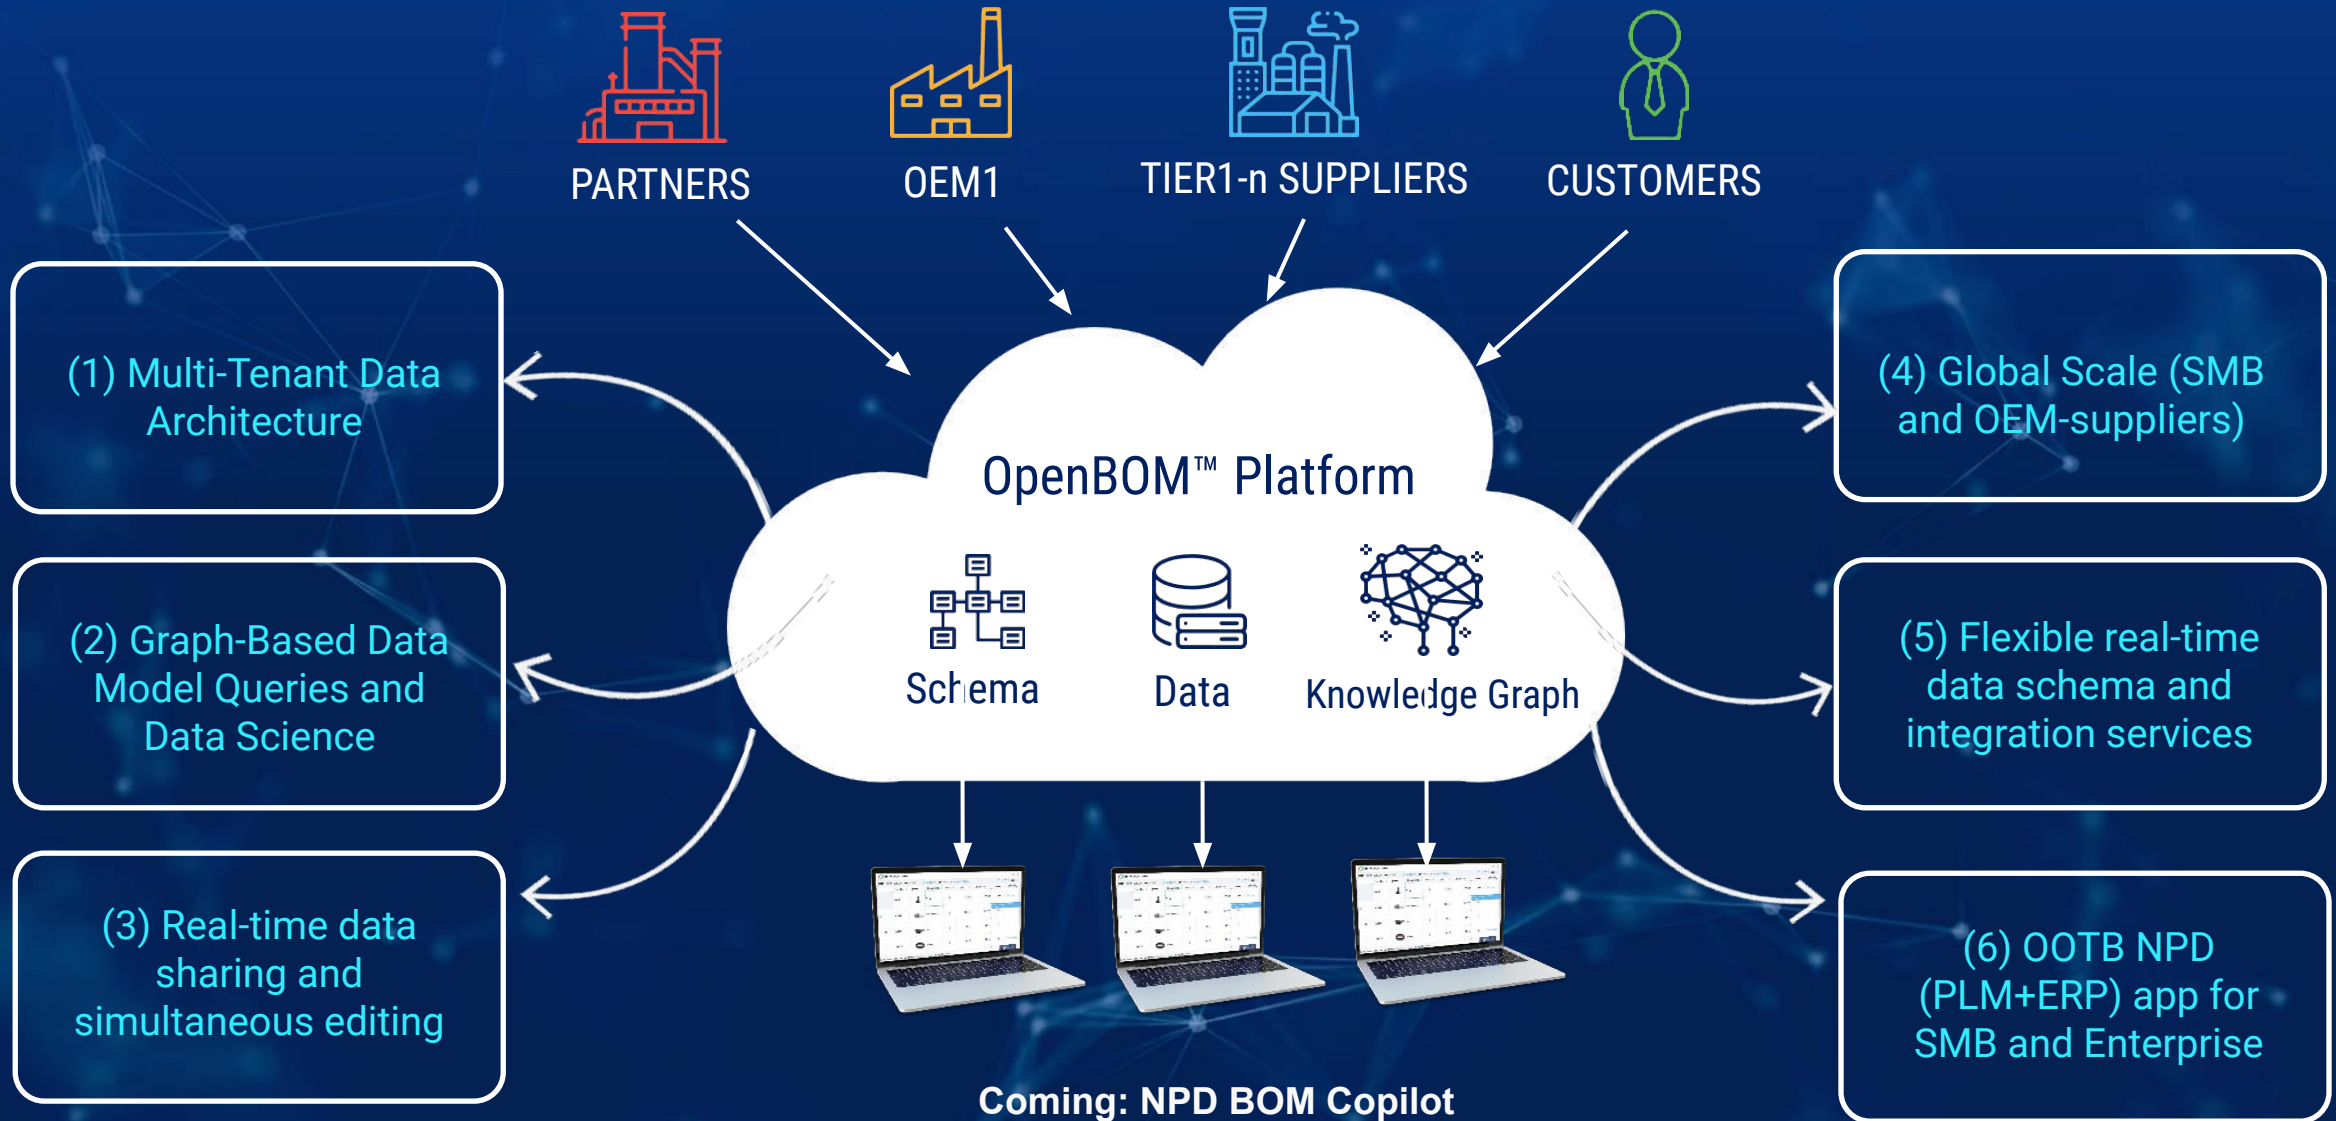 PARTNERS
OEM1
TIER1-n SUPPLIERS
CUSTOMERS
(1) Multi-Tenant Data
Architecture
(2) Graph-Based Data
Model Queries and
Data Science
(3) Real-time data
sharing and
simultaneous editing
OpenBOM™ Platform
Schema
Data
Knowledge Graph
(4) Global Scale (SMB
and OEM-suppliers)
(5) Flexible real-time
data schema and
integration services
(6) OOTB NPD
(PLM+ERP) app for
SMB and Enterprise
Coming: NPD BOM Copilot